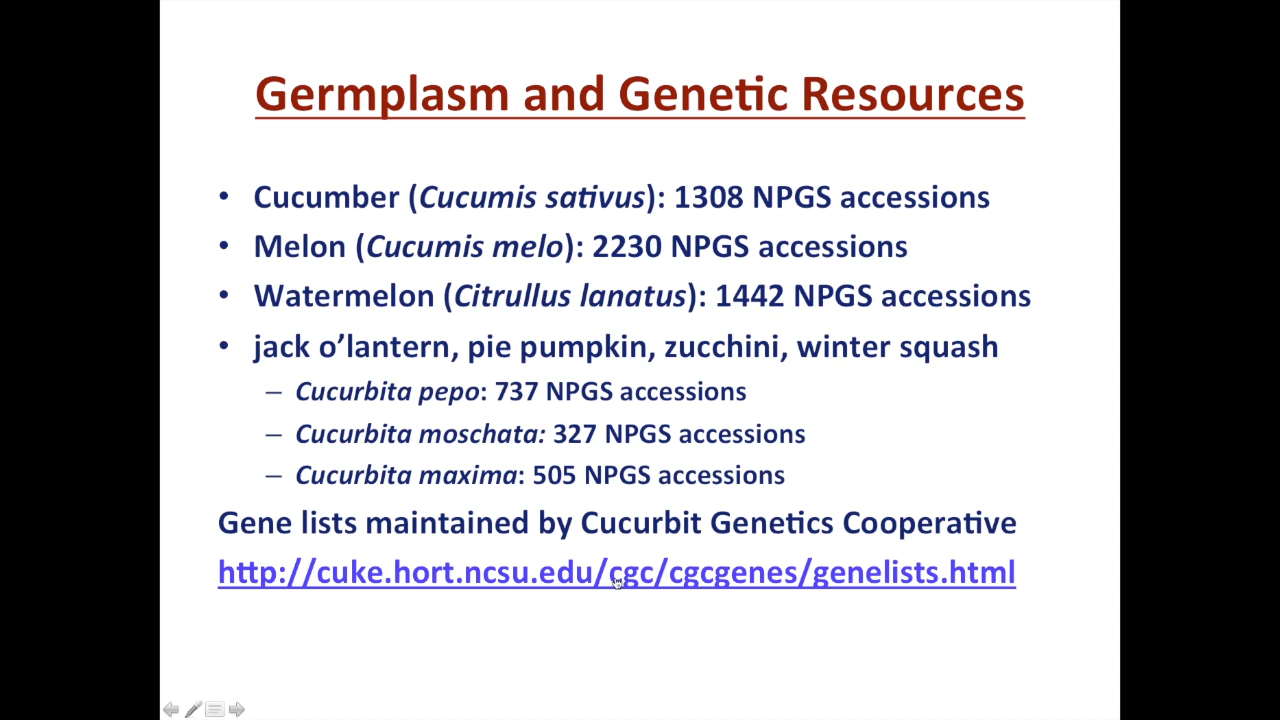 Germplasm and Genetic Resources
• Cucumber (Cucumis sativus): 1308 NPGS accessions
• Melon (Cucumis melo): 2230 NPGS accessions
• Watermelon (Citrullus lanatus): 1442 NPGS accessions
• jack o’lantern, pie pumpkin, zucchini, winter squash
– Cucurbita pepo: 737 NPGS accessions
– Cucurbita moschata: 327 NPGS accessions
– Cucurbita maxima: 505 NPGS accessions
Gene lists maintained by Cucurbit Genetics Cooperative
http://cuke.hort.ncsu.edu/cgc/cgcgenes/genelists.html